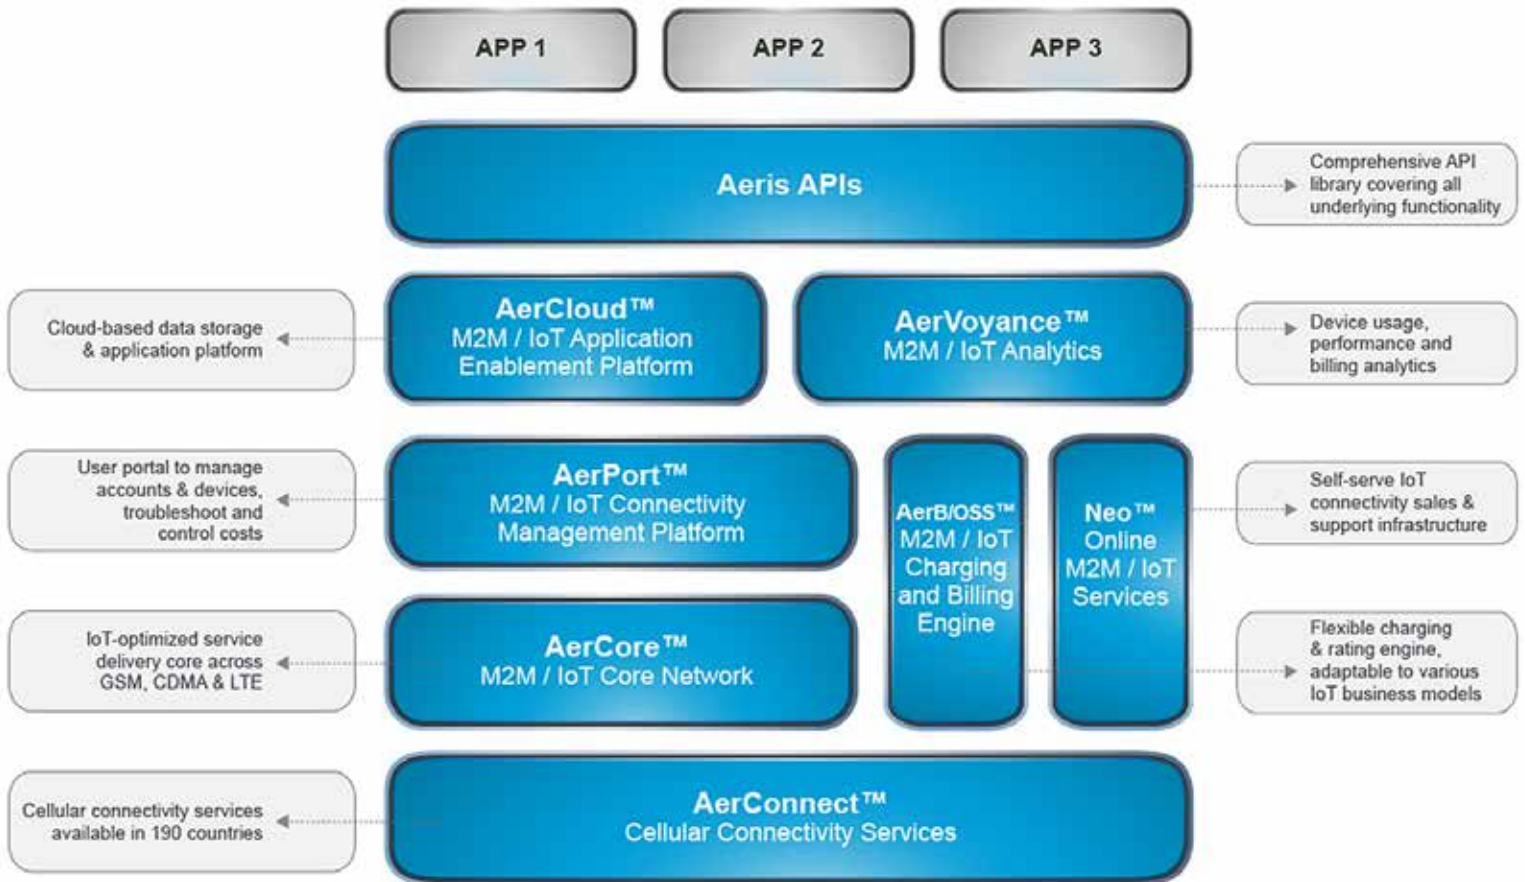 APP 1
APP 2
APP 3
Aeris APIs
Comprehensive API
library covering all
underlying functionality
Cloud-based data storage
& application platform
AerCloud™
M2M / IoT Application
Enablement Platform
AerVoyance™
M2M / IoT Analytics
Device usage,
performance and
billing analytics
User portal to manage
accounts & devices,
troubleshoot and
control costs
AerPort™
M2M / IoT Connectivity
Management Platform
AerB/OSS™
M2M / IoT
Charging
and Billing
Engine
Neo™
Online
M2M / IoT
Services
Self-serve IoT
connectivity sales &
support infrastructure
IoT-optimized service
delivery core across
GSM, CDMA & LTE
AerCore™
M2M / IoT Core Network
Flexible charging
& rating engine,
adaptable to various
IoT business models
Cellular connectivity services
available in 190 countries
AerConnect™
Cellular Connectivity Services